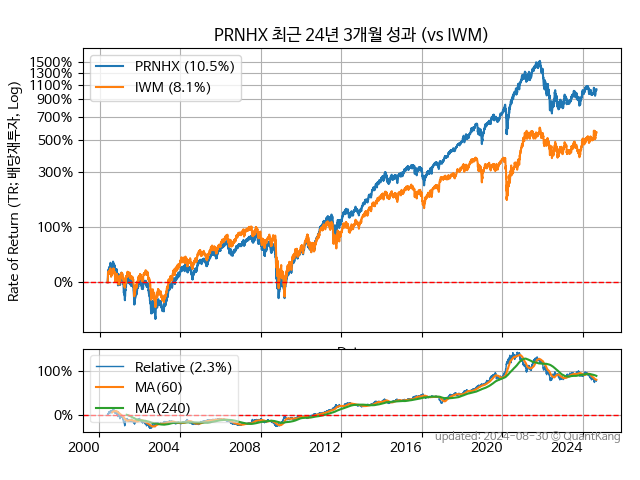 PRNHX 최근 24년 3개월 성과 (vs IWM)
Rate of Return (TR; 배당재투자, Log)
1500%
1300%
1100%
900%
700%
500%
300%
100%
0%
PRNHX (10.5%)
IWM (8.1%)
100%
0%
Relative (2.3%)
MA(60)
MA(240)
2000 2004 2008 2012 2016 2020 2024
updated: 2024-08-30 © QuantKang